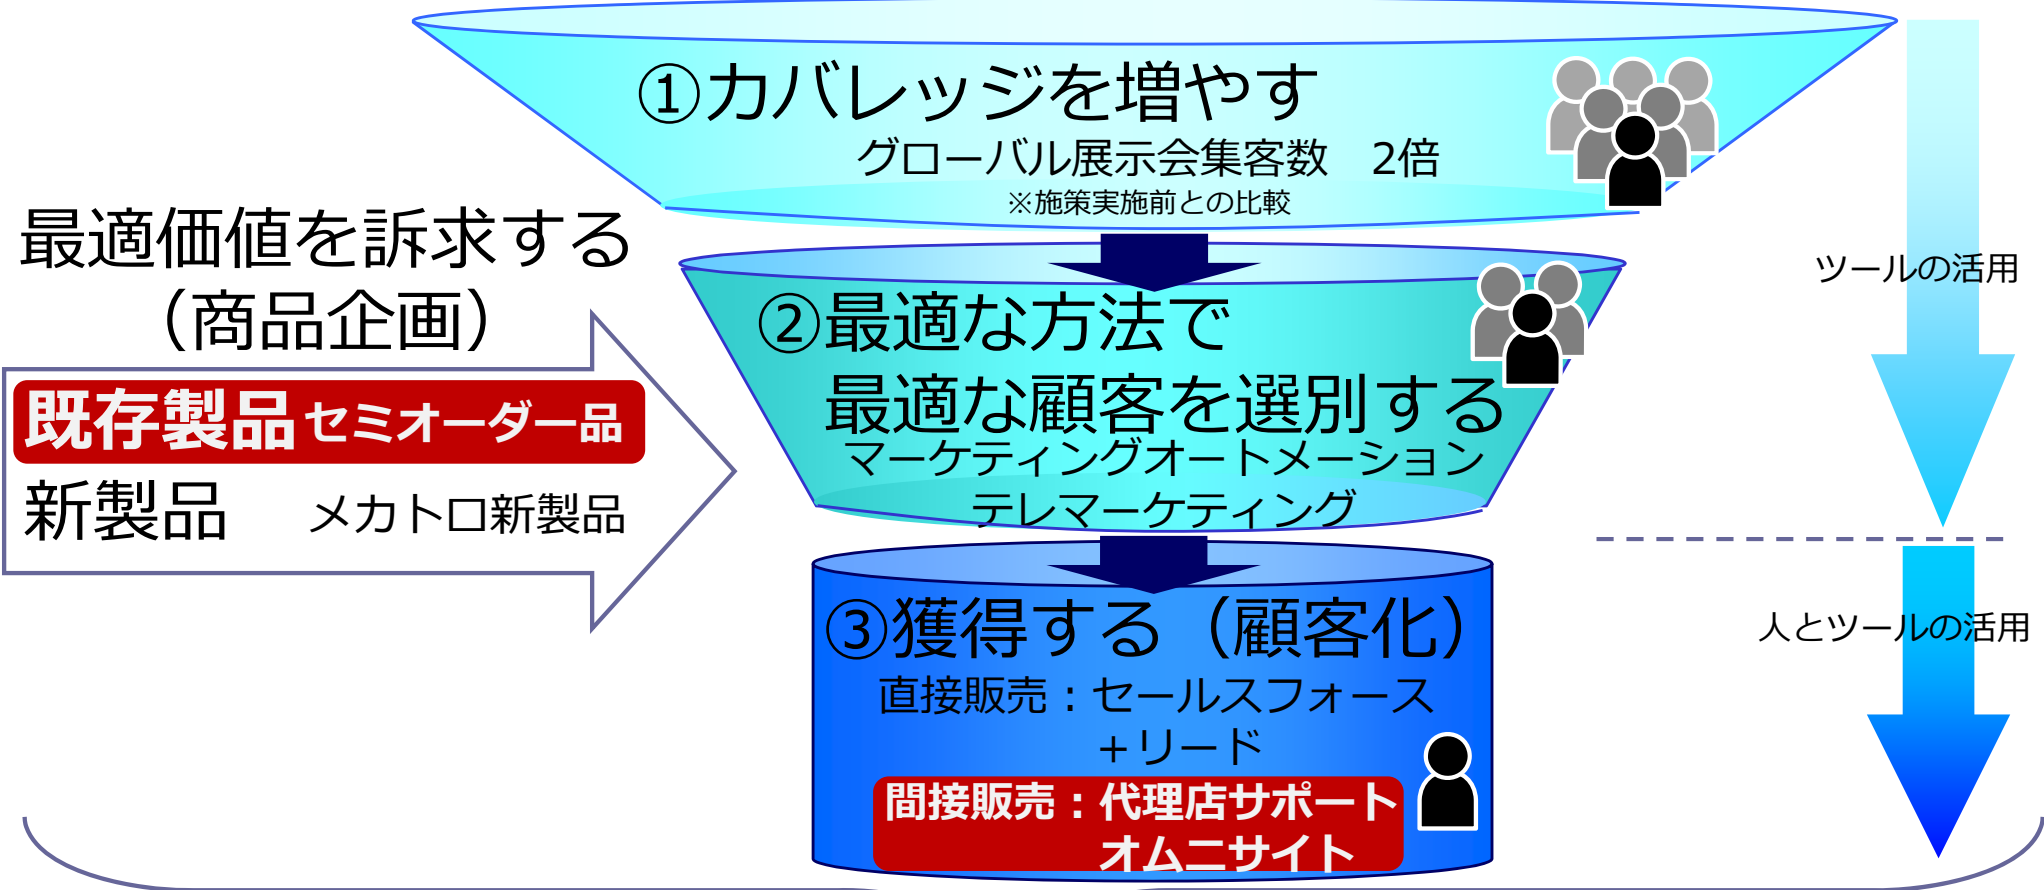 ①カバレッジを増やす
グローバル展示会集客数　2倍
※施策実施前との比較
最適価値を訴求する
（商品企画）
既存製品 セミオーダー品
新製品　メカトロ新製品
②最適な方法で
最適な顧客を選別する
マーケティングオートメーション
テレマーケティング
③獲得する（顧客化）
直接販売：セールスフォース
＋リード
間接販売：代理店サポート
オムニサイト
ツールの活用
人とツールの活用